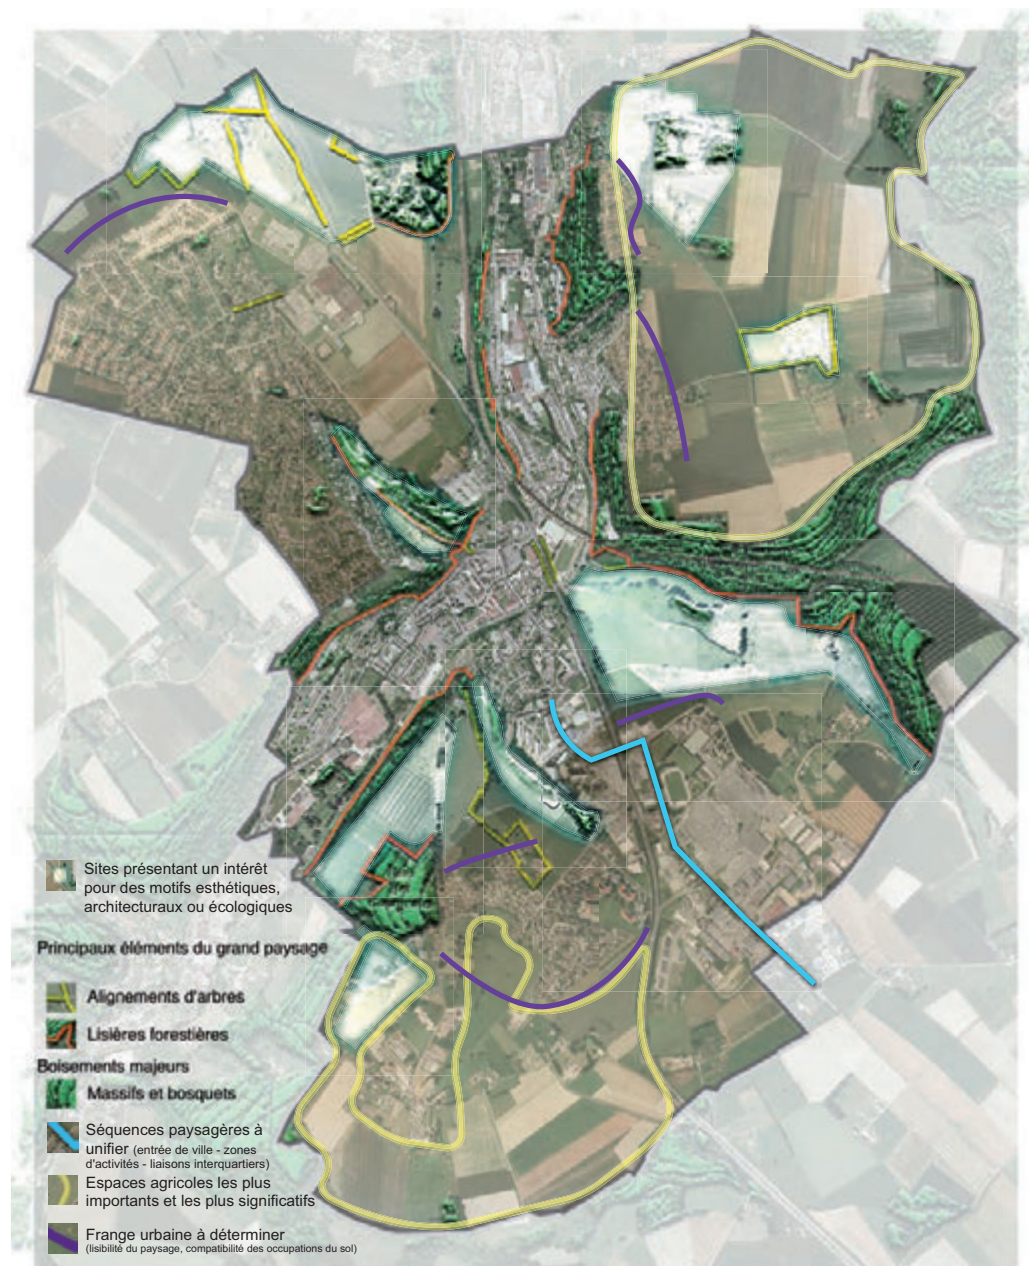 Sites présentant un intérêt
pour des motifs esthétiques,
architecturaux ou écologiques
Principaux éléments du grand paysage
Alignements d'arbres
Lisières forestières
Boisements majeurs
Massifs et bosquets
Séquences paysagères à
unifier (entrée de ville - zones
d'activités - liaisons interquartiers)
Espaces agricoles les plus
importants et les plus significatifs
Frange urbaine à déterminer
(lisibilité du paysage, compatibilité des occupations du sol)